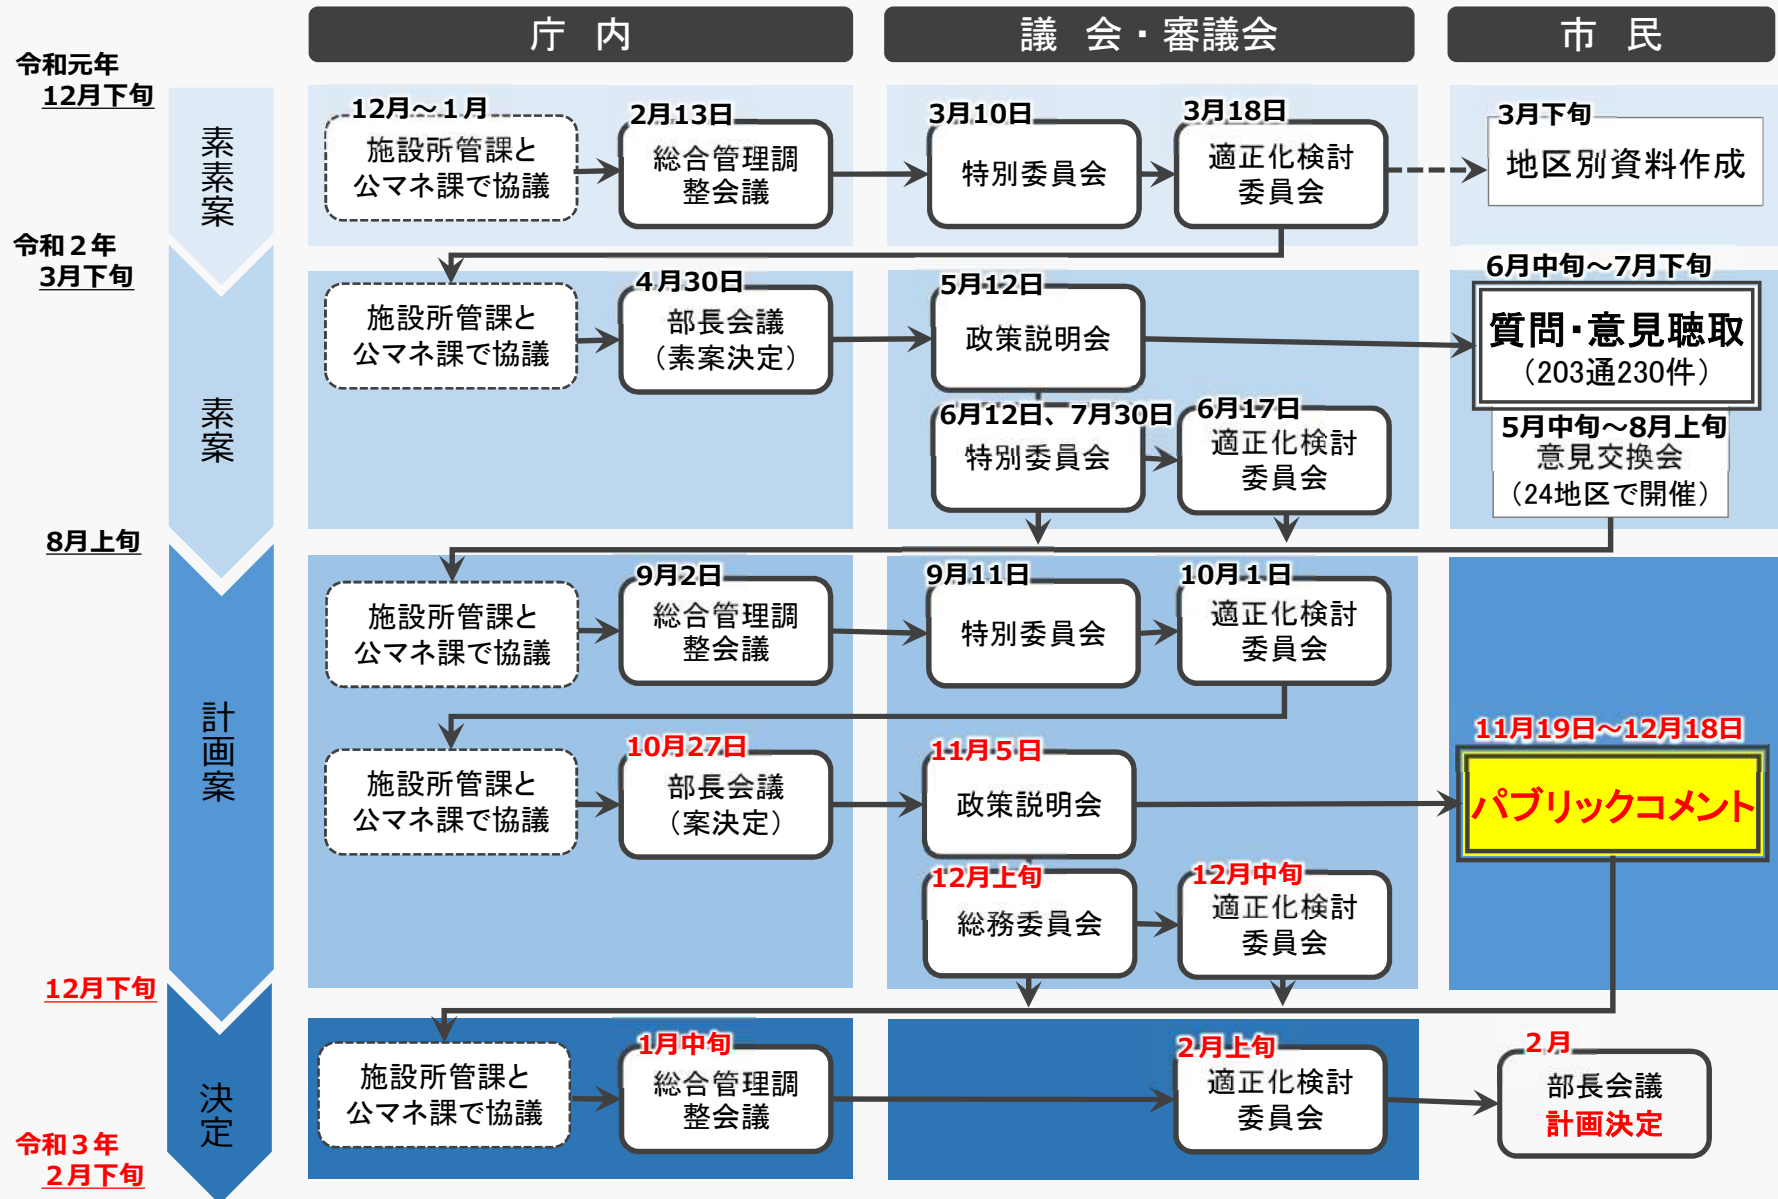 庁 内
議 会・審議会
市 民
令和元年
12月下旬
素素案
12月～1月
施設所管課と
公マネ課で協議
2月13日
総合管理調
整会議
3月10日
特別委員会
3月18日
適正化検討
委員会
3月下旬
地区別資料作成
令和2年
3月下旬
素案
施設所管課と
公マネ課で協議
4月30日
部長会議
（素案決定）
5月12日
政策説明会
6月中旬～7月下旬
質問・意見聴取
（203通230件）
6月12日、7月30日
特別委員会
6月17日
適正化検討
委員会
5月中旬～8月上旬
意見交換会
（24地区で開催）
8月上旬
計画案
施設所管課と
公マネ課で協議
9月2日
総合管理調
整会議
9月11日
特別委員会
10月1日
適正化検討
委員会
施設所管課と
公マネ課で協議
10月27日
部長会議
（案決定）
11月5日
政策説明会
11月19日～12月18日
パブリックコメント
12月上旬
総務委員会
12月中旬
適正化検討
委員会
12月下旬
決定
施設所管課と
公マネ課で協議
1月中旬
総合管理調
整会議
2月上旬
適正化検討
委員会
2月
部長会議
計画決定
令和3年
2月下旬